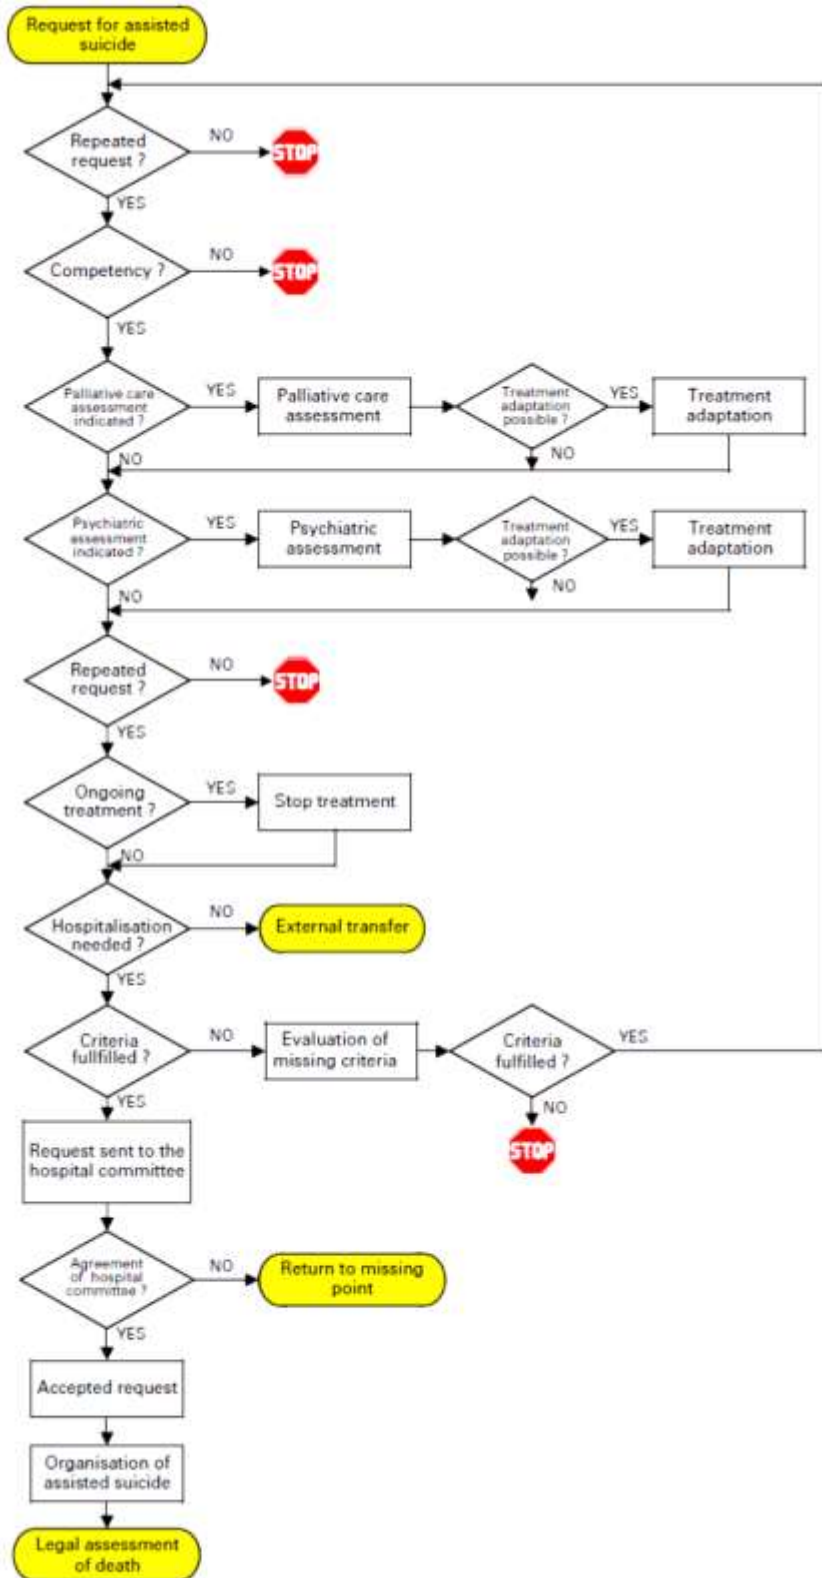 Request for assisted
suicide
Repeated
request ?
NO
STOP
YES
Competency ?
NO
STOP
YES
Palliative care
assessment
indicated ?
YES
Palliative care
assessment
Treatment
adaptation
possible ?
YES
Treatment
adaptation
NO
NO
Psychiatric
assessment
indicated ?
YES
Psychiatric
assessment
Treatment
adaptation
possible ?
YES
Treatment
adaptation
NO
NO
Repeated
request ?
NO
STOP
YES
Ongoing
treatment ?
YES
Stop treatment
NO
Hospitalisation
needed ?
NO
External transfer
YES
Criteria
fullfilled ?
NO
Evaluation of
missing criteria
Criteria
fulfilled ?
YES
YES
NO
STOP
Request sent to the
hospital committee
Agreement
of hospital
committee ?
NO
Return to missing
point
YES
Accepted request
Organisation of
assisted suicide
Legal assessment
of death